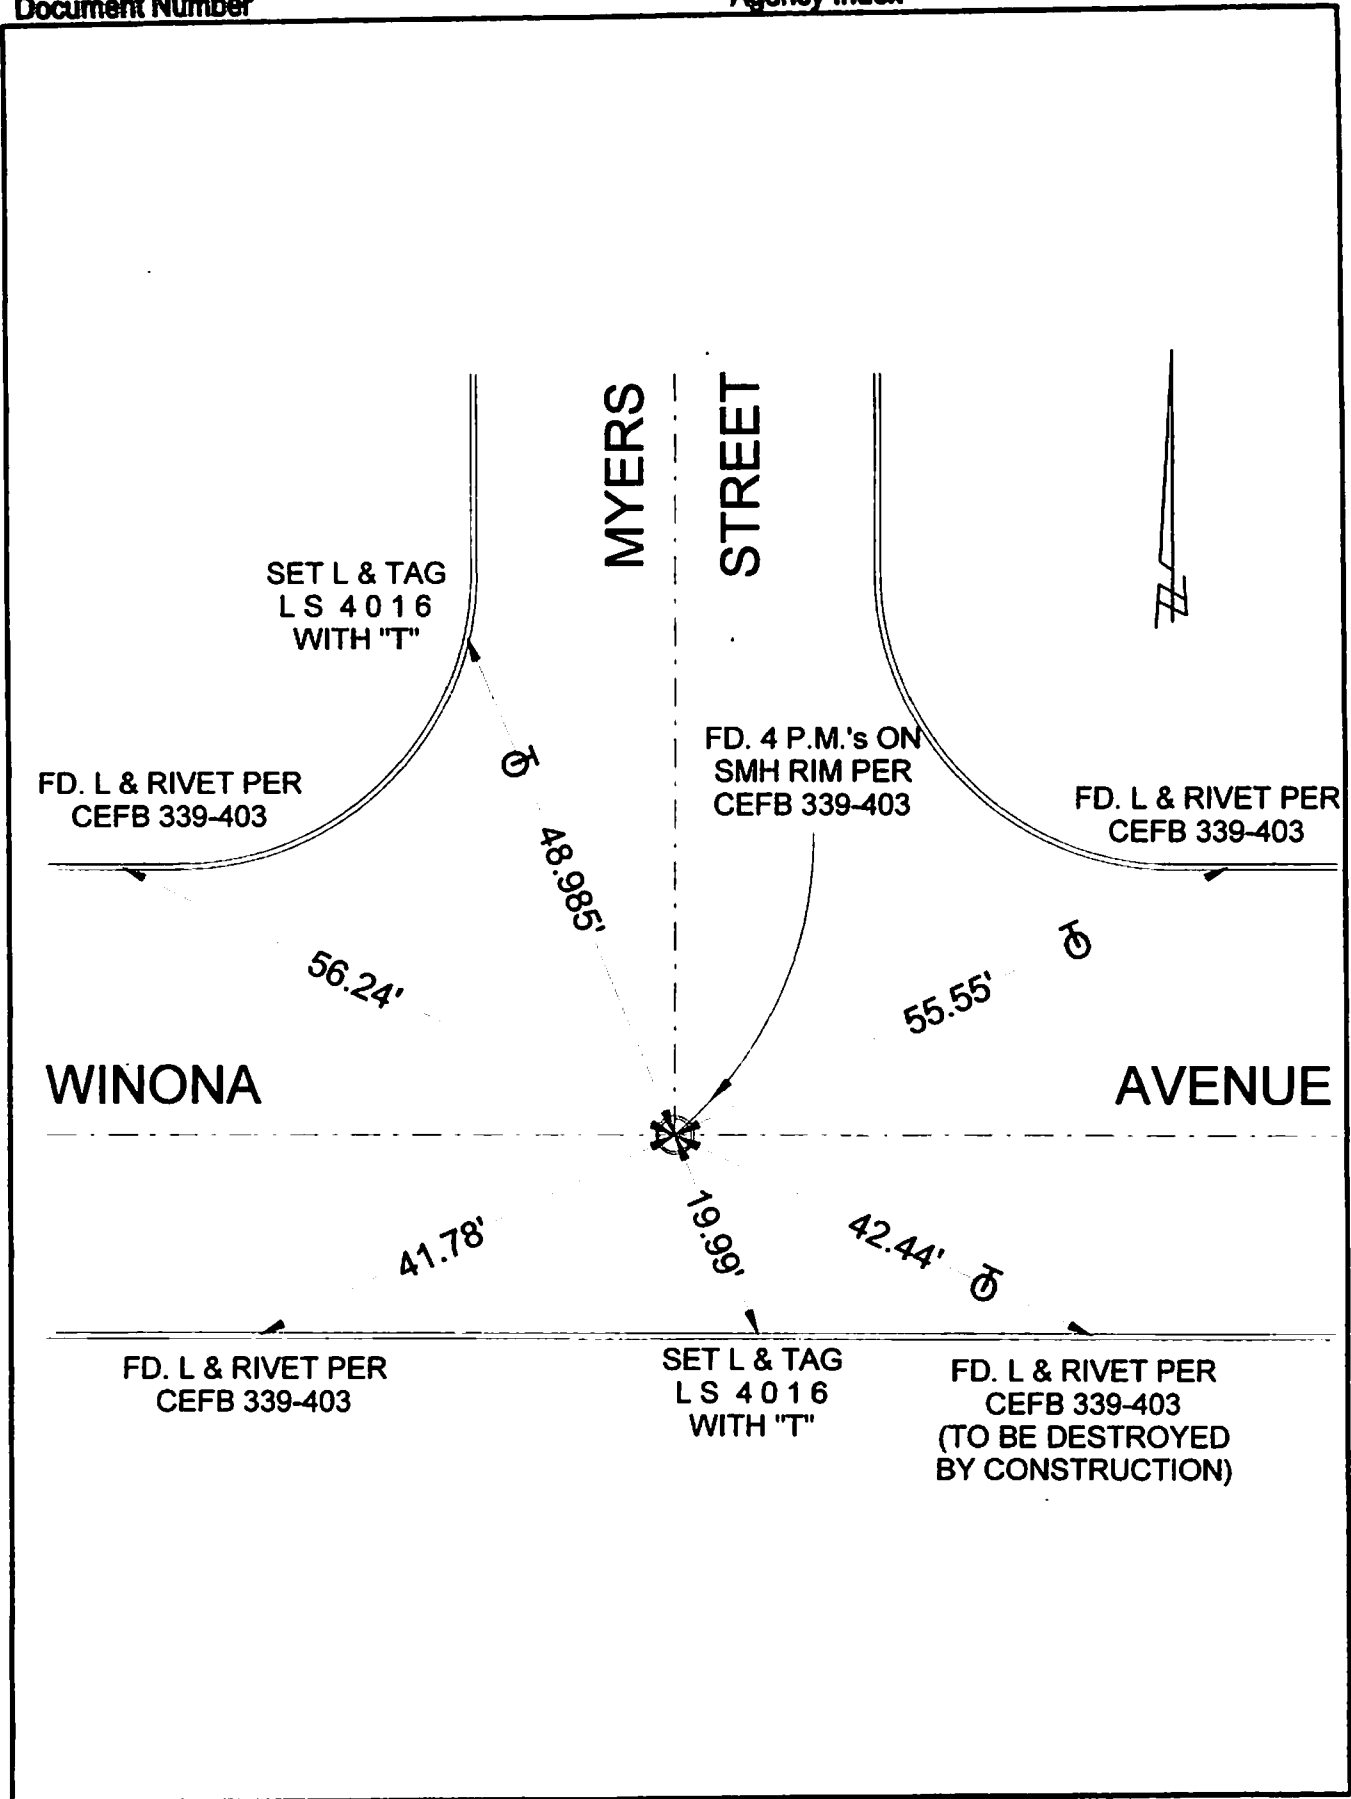 Document Number
Agency Index
MYERS
STREET
SET L & TAG
L S 4 0 1 6
WITH "T"
FD. 4 P.M.'s ON
SMH RIM PER
CEFB 339-403
FD. L & RIVET PER
CEFB 339-403
FD. L & RIVET PER
CEFB 339-403
48.985'
56.24'
55.55'
WINONA
AVENUE
41.78'
19.99'
42.44'
FD. L & RIVET PER
CEFB 339-403
SET L & TAG
L S 4 0 1 6
WITH "T"
FD. L & RIVET PER
CEFB 339-403
(TO BE DESTROYED
BY CONSTRUCTION)